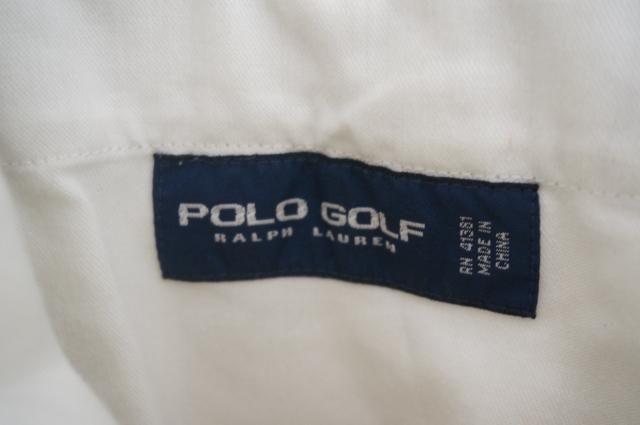 POLO GOLF
RALPH LAUREN
RN 41381
MADE IN
CHINA